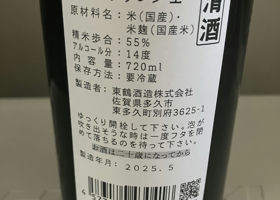 清酒
原材料名：米（国産）・
米麹（国産米）
精米歩合：55%
アルコール分：14度
内容量：720ml
保存方法：要冷蔵
製造者：東鶴酒造株式会社
佐賀県多久市
東多久町別府3625-1
ゆっくり開栓して下さい。泡が
吹き出そうな時は一度フタを閉
めて落ちるのを待って下さい。
お酒は二十歳になってから
製造年月：2025.5